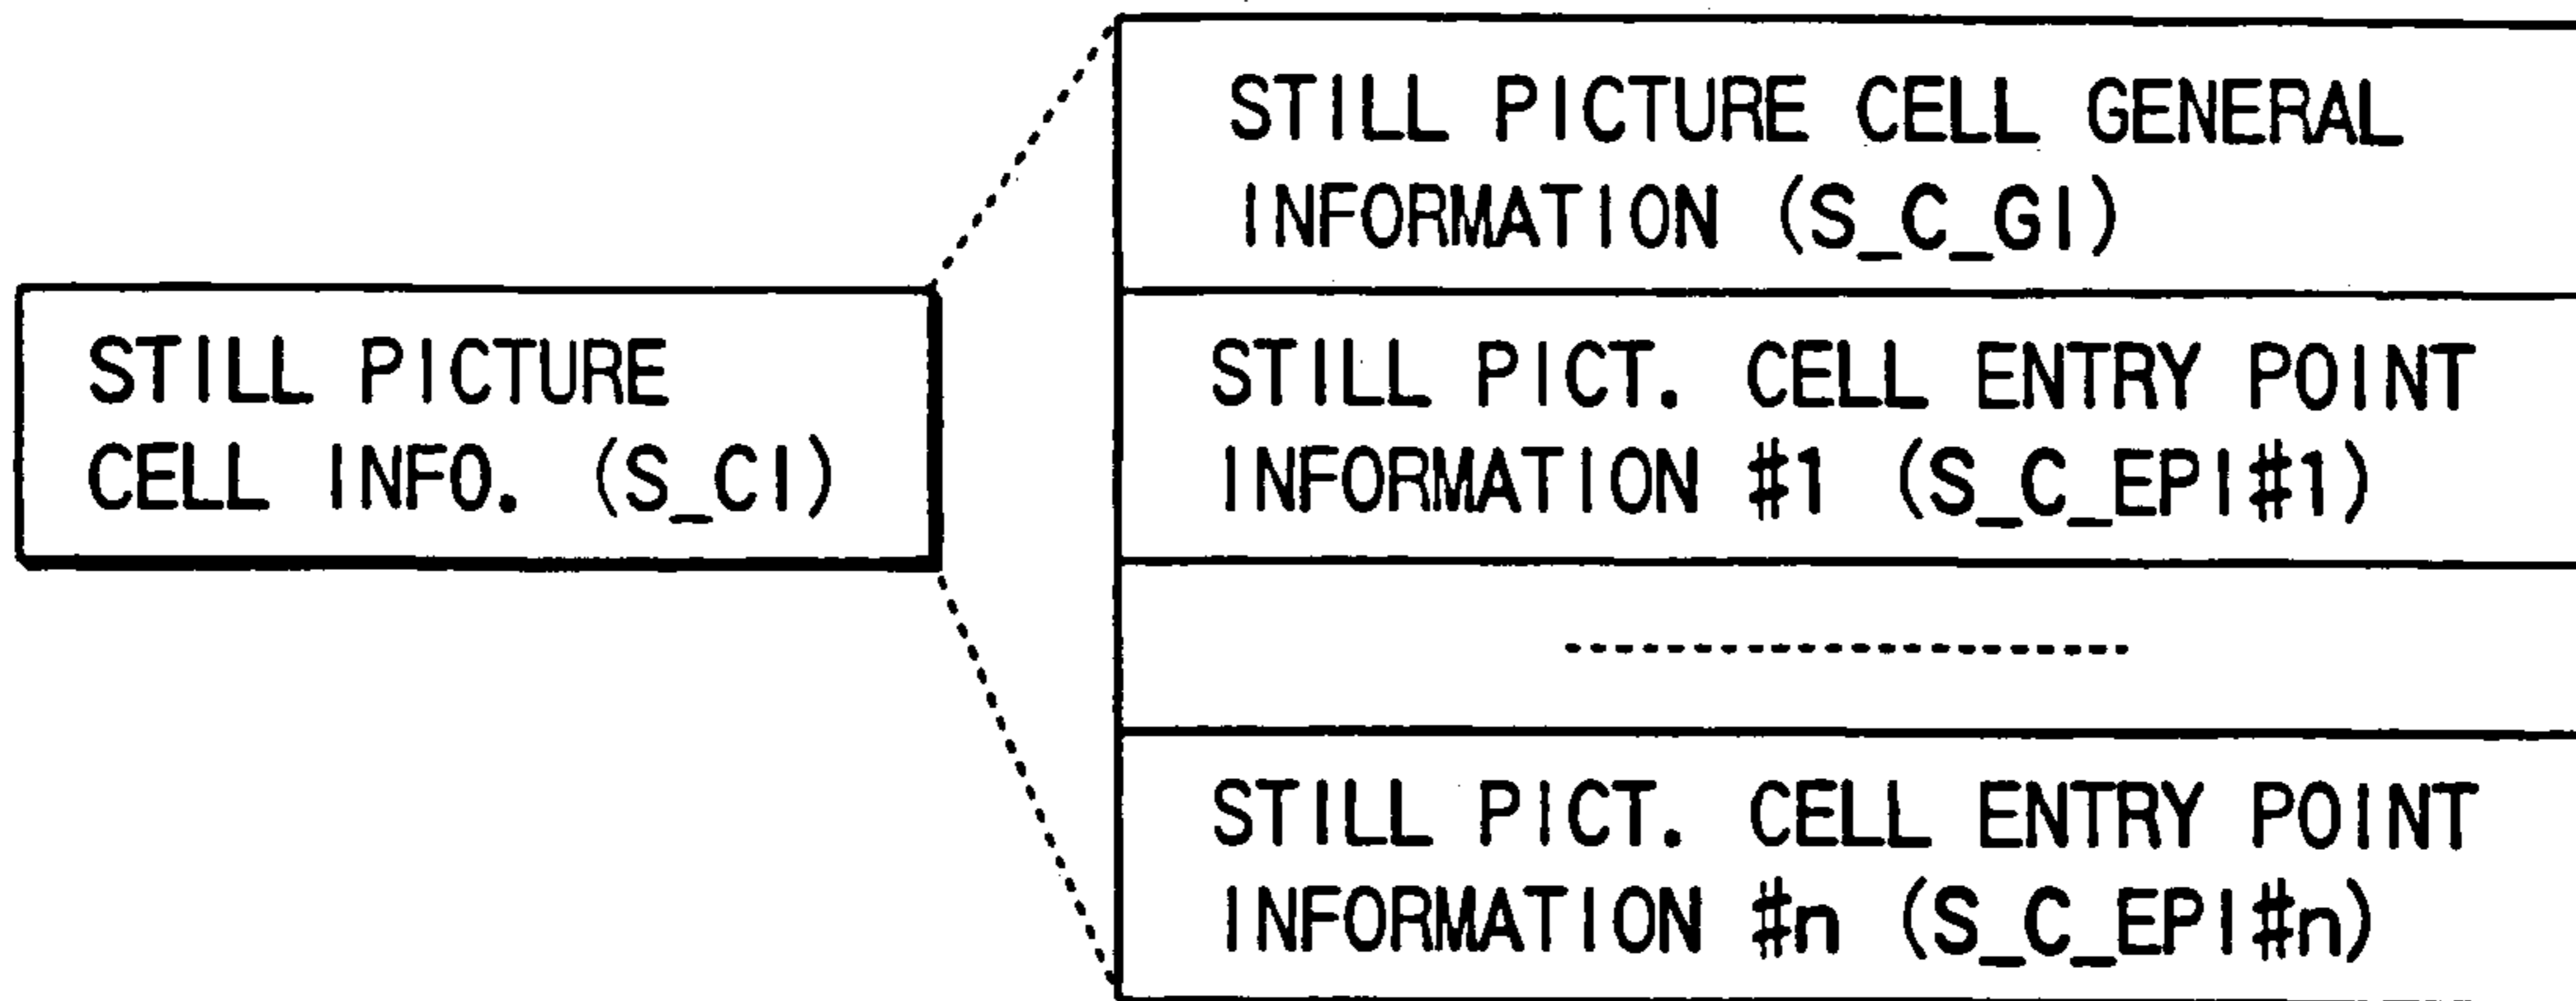 STILL PICTURE
CELL INFO. (S_CI)
STILL PICTURE CELL GENERAL
INFORMATION (S_C_GI)
STILL PICT. CELL ENTRY POINT
INFORMATION #1 (S_C_EPI#1)
STILL PICT. CELL ENTRY POINT
INFORMATION #n (S_C_EPI#n)